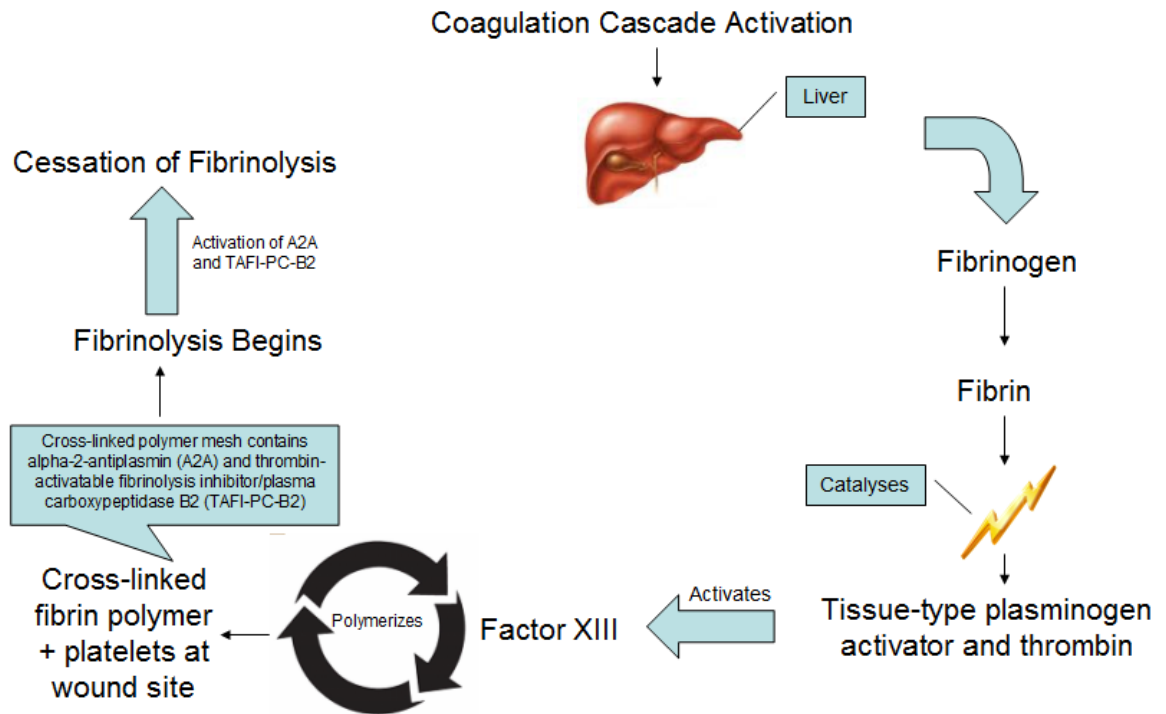 Coagulation Cascade Activation
Liver
Fibrinogen
Fibrin
Catalyses
Tissue-type plasminogen
activator and thrombin
Activates
Factor XIII
Polymerizes
Cross-linked
fibrin polymer
+ platelets at
wound site
Cross-linked polymer mesh contains
alpha-2-antiplasmin (A2A) and thrombin-
activatable fibrinolysis inhibitor/plasma
carboxypeptidase B2 (TAFI-PC-B2)
Fibrinolysis Begins
Activation of A2A
and TAFI-PC-B2
Cessation of Fibrinolysis